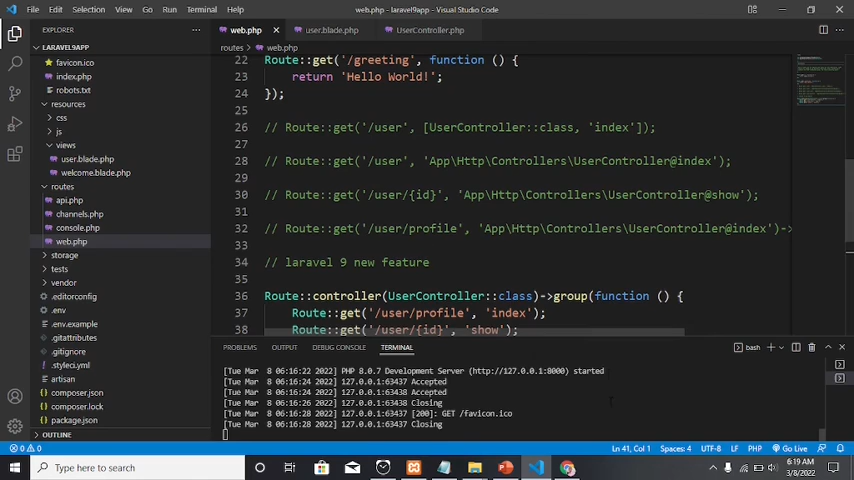 File Edit Selection View Go Run Terminal
web.php - Visual Studio Code
EXPLORER
web.php
user.blade.php
UserController.php
routes > web.php
LARAVEL9APP
favicon.ico
index.php
robots.txt
resources
css
js
views
user.blade.php
welcome.blade.php
routes
api.php
channels.php
console.php
web.php
storage
tests
vendor
.editorconfig
.env
.env.example
.gitattributes
.gitignore
.styleci.yml
artisan
composer.json
composer.lock
package.json
OUTLINE
22 Route::get('/greeting', function () {
23 return 'Hello World!';
24 });
25
26 // Route::get('/user', [UserController::class, 'index']);
27
28 // Route::get('/user', 'App\Http\Controllers\UserController@index');
29
30 // Route::get('/user/{id}', 'App\Http\Controllers\UserController@show');
31
32 // Route::get('/user/profile', 'App\Http\Controllers\UserController@index')->
33
34 // laravel 9 new feature
35
36 Route::controller(UserController::class)->group(function () {
37 Route::get('/user/profile', 'index');
38 Route::get('/user/{id}', 'show');
PROBLEMS OUTPUT DEBUG CONSOLE TERMINAL
bash
[Tue Mar 8 06:16:22 2022] PHP 8.0.7 Development Server (http://127.0.0.1:8000) started
[Tue Mar 8 06:16:24 2022] 127.0.0.1:63437 Accepted
[Tue Mar 8 06:16:24 2022] 127.0.0.1:63438 Accepted
[Tue Mar 8 06:16:26 2022] 127.0.0.1:63438 Closing
[Tue Mar 8 06:16:28 2022] 127.0.0.1:63437 [200]: GET /favicon.ico
[Tue Mar 8 06:16:28 2022] 127.0.0.1:63437 Closing
0 0
Ln 41, Col 1 Spaces: 4 UTF-8 LF PHP Go Live
Type here to search
6:19 AM
3/8/2022